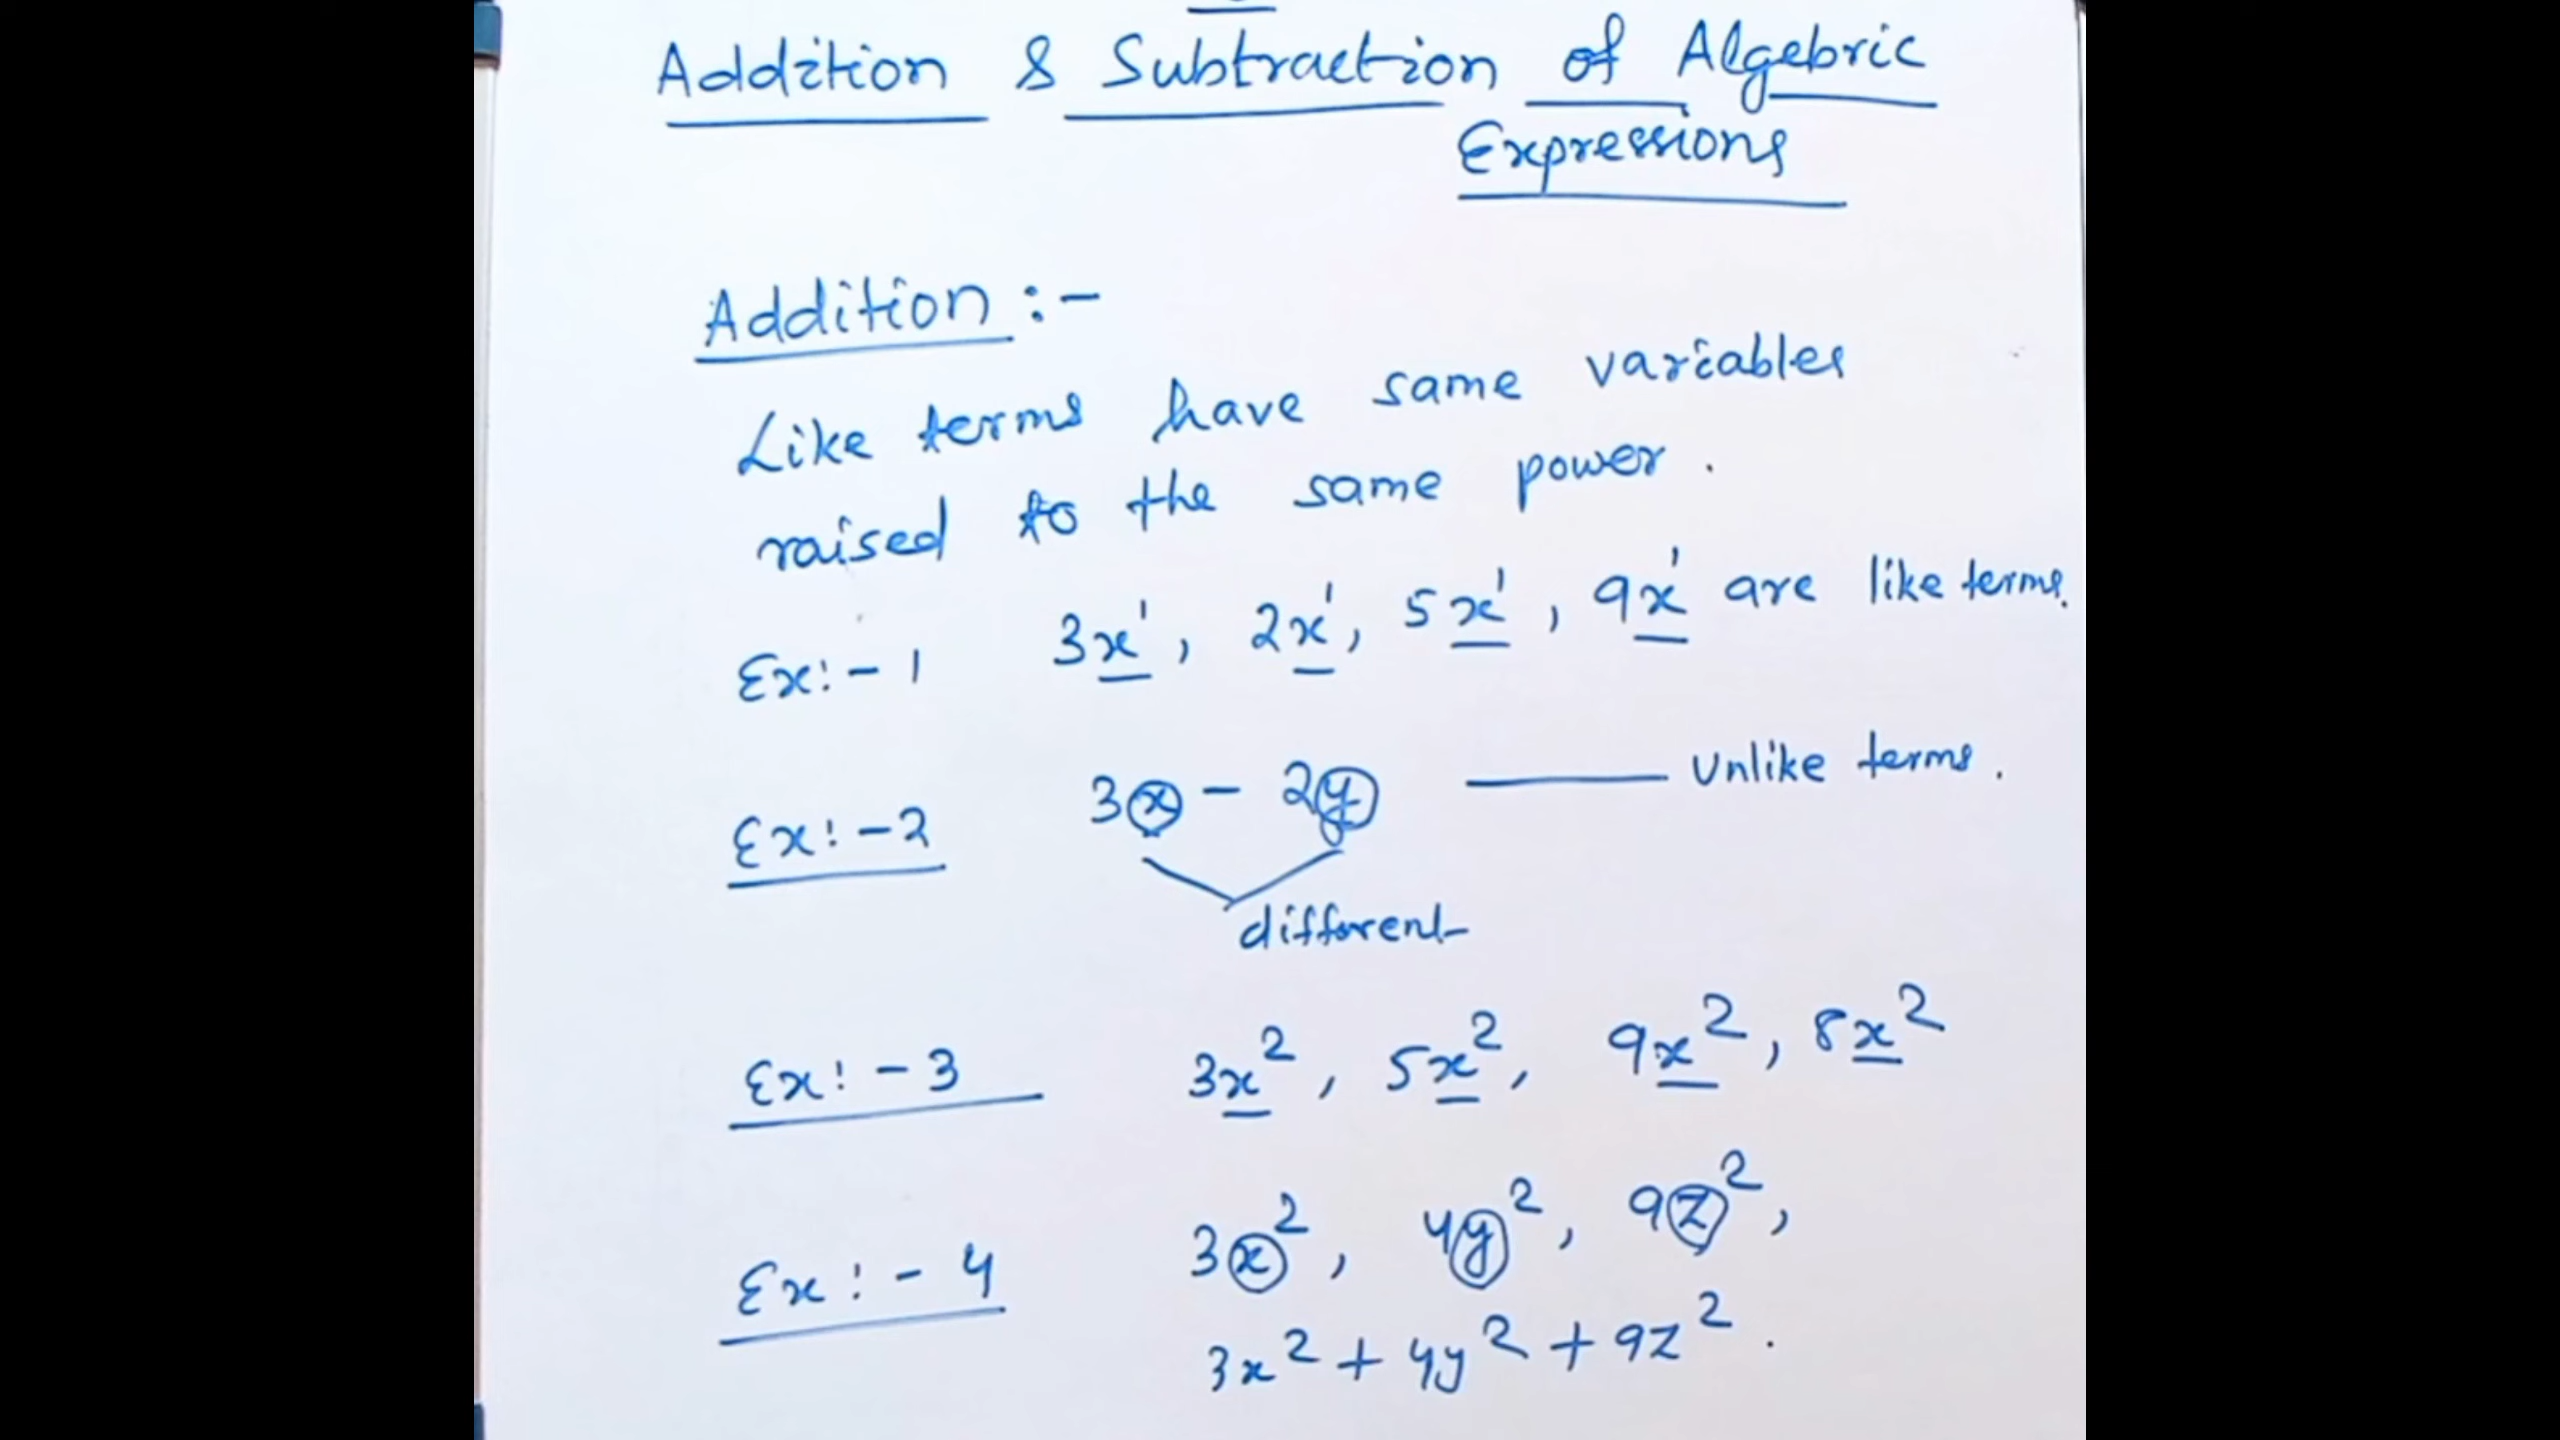 Addition & Subtraction of Algebric
Expressions
Addition :-
Like terms have same variables
raised to the same power .
Ex:- 1 3x¹, 2x¹, 5x¹, 9x¹ are like terms.
Ex:-2 3x - 2y —— Unlike terms.
different
Ex:-3 3x², 5x², 9x², 8x²
Ex:-4 3x², 4y², 9z²,
3x² + 4y² + 9z².